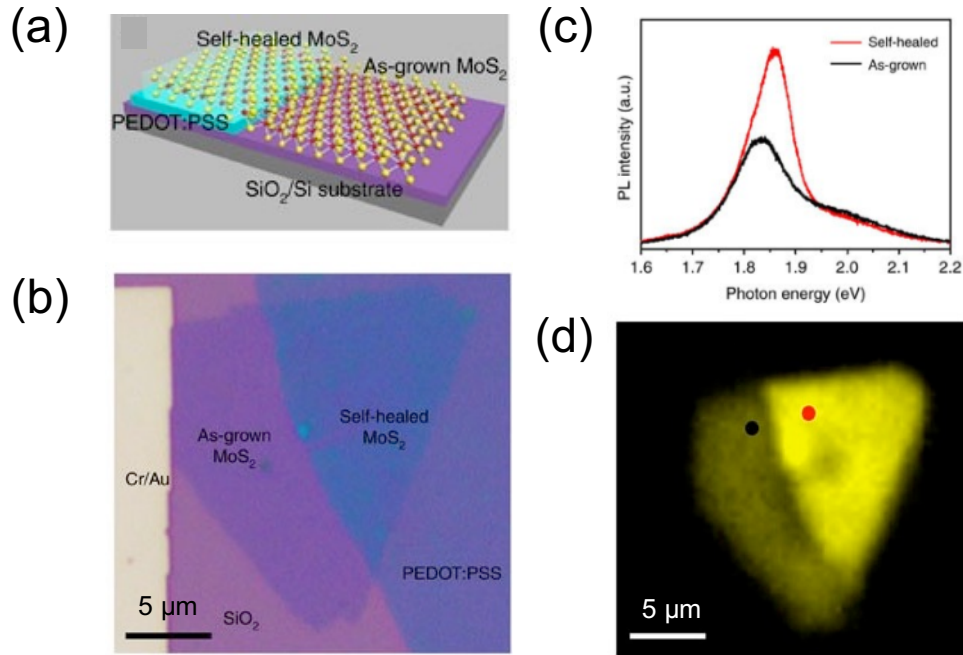 (a)
Self-healed MoS₂
As-grown MoS₂
PEDOT:PSS
SiO₂/Si substrate
(b)
As-grown
MoS₂
Self-healed
MoS₂
Cr/Au
PEDOT:PSS
SiO₂
5 µm
(c)
Self-healed
As-grown
PL intensity (a.u.)
1.6 1.7 1.8 1.9 2.0 2.1 2.2
Photon energy (eV)
(d)
5 µm